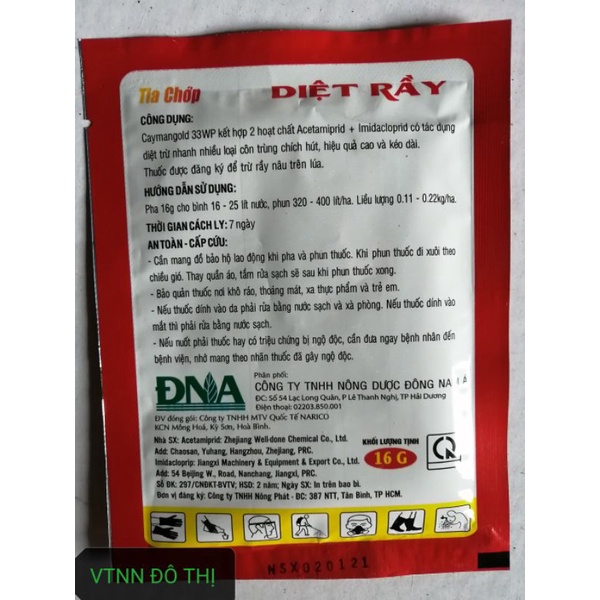 Tia Chớp DIỆT RẦY
CÔNG DỤNG:
Caymangold 33WP kết hợp 2 hoạt chất Acetamiprid + Imidacloprid có tác dụng
diệt trừ nhanh nhiều loại côn trùng chích hút, hiệu quả cao và kéo dài.
Thuốc được đăng ký để trừ rầy nâu trên lúa.
HƯỚNG DẪN SỬ DỤNG:
Pha 16g cho bình 16 - 25 lít nước, phun 320 - 400 lít/ha. Liều lượng 0.11 - 0.22kg/ha.
THỜI GIAN CÁCH LY: 7 ngày
AN TOÀN - CẤP CỨU:
- Cần mang đồ bảo hộ lao động khi pha và phun thuốc. Khi phun thuốc đi xuôi theo
chiều gió. Thay quần áo, tắm rửa sạch sẽ sau khi phun thuốc xong.
- Bảo quản thuốc nơi khô ráo, thoáng mát, xa thực phẩm và trẻ em.
- Nếu thuốc dính vào da phải rửa bằng nước sạch và xà phòng. Nếu thuốc dính vào
mắt thì phải rửa bằng nước sạch.
- Nếu nuốt phải thuốc hay có triệu chứng bị ngộ độc, cần đưa ngay bệnh nhân đến
bệnh viện, nhớ mang theo nhãn thuốc đã gây ngộ độc.
DNA
Phân phối:
CÔNG TY TNHH NÔNG DƯỢC ĐÔNG NA Á
ĐC: Số 54 Lạc Long Quân, P Lê Thanh Nghị, TP Hải Dương
Điện thoại: 02203.850.001
ĐV đóng gói: Công ty TNHH MTV Quốc Tế NARICO
KCN Mông Hoá, Kỳ Sơn, Hoà Bình.
Nhà SX: Acetamiprid: Zhejiang Well-done Chemical Co., Ltd.
Add: Chaosan, Yuhang, Hangzhou, Zhejiang, PRC.
Imidacloprip: Jiangxi Machinery & Equipment & Export Co., Ltd.
Add: 54 Beijing W., Road, Nanchang, Jiangxi, PRC.
Số ĐK: 297/CNĐKT-BVTV; HSD: 2 năm; Ngày SX: In trên bao bì.
Đơn vị đăng ký: Công ty TNHH Nông Phát - ĐC: 387 NTT, Tân Bình, TP HCM.
KHỐI LƯỢNG TỊNH
16 G
NSX020121
VTNN ĐÔ THỊ